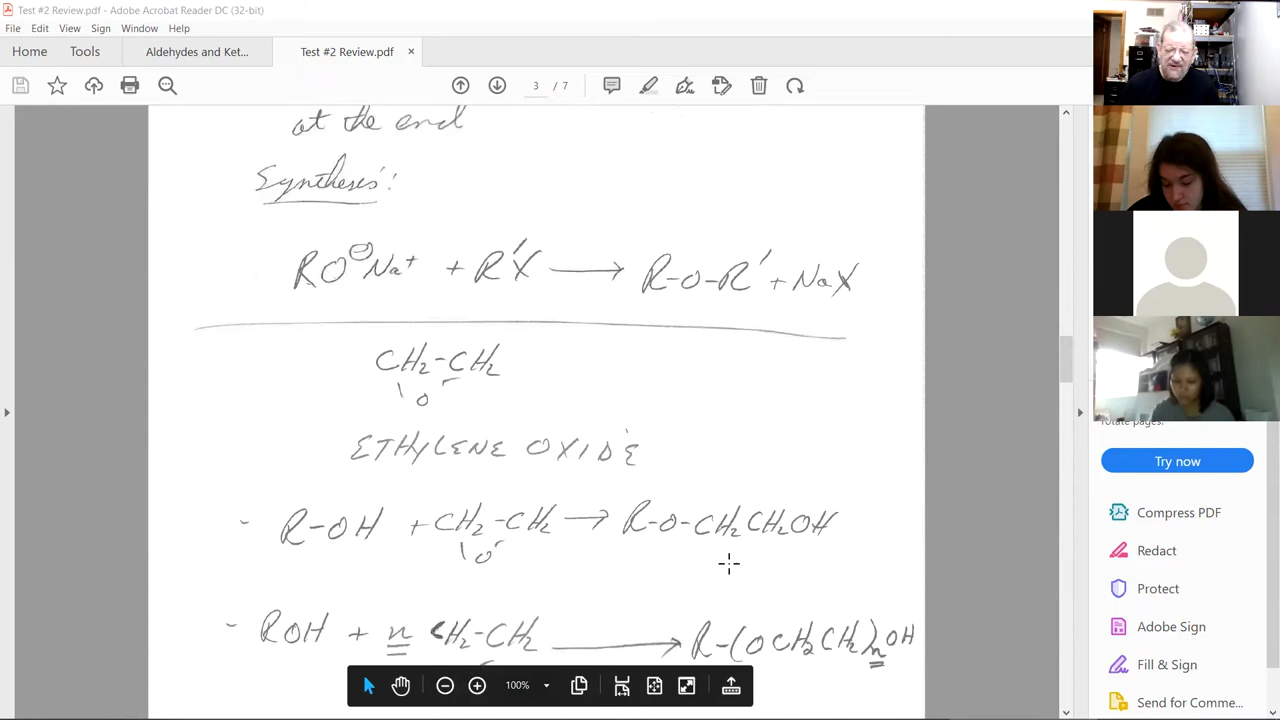 Test #2 Review.pdf - Adobe Acrobat Reader DC (32-bit)
File Edit View Sign Window Help
Home Tools Aldehydes and Ket... Test #2 Review.pdf ×
3 / 7
at the end
Syntheses:
RO⊖Na+ + R'X → R-O-R' + NaX
CH2-CH2
\ O
ETHYLENE OXIDE
- R-OH CH2-CH2 → R-O-CH2CH2OH
\ O
- ROH + n CH2-CH2 → R-(OCH2CH2)nOH
100%
rotate pages.
Try now
Compress PDF
Redact
Protect
Adobe Sign
Fill & Sign
Send for Comme...